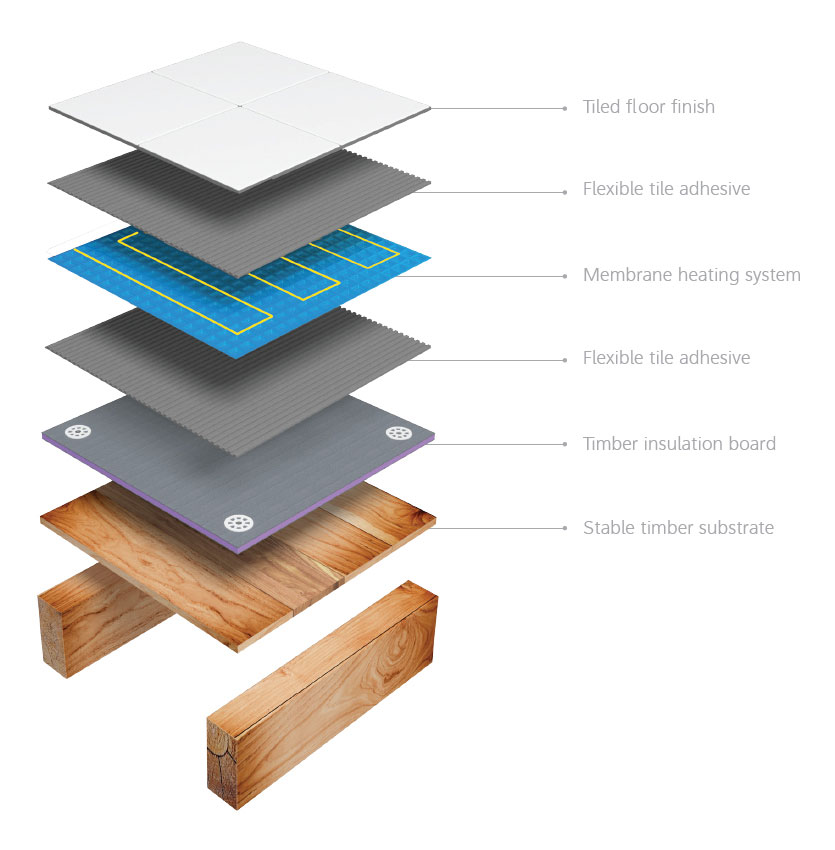 Tiled floor finish
Flexible tile adhesive
Membrane heating system
Flexible tile adhesive
Timber insulation board
Stable timber substrate